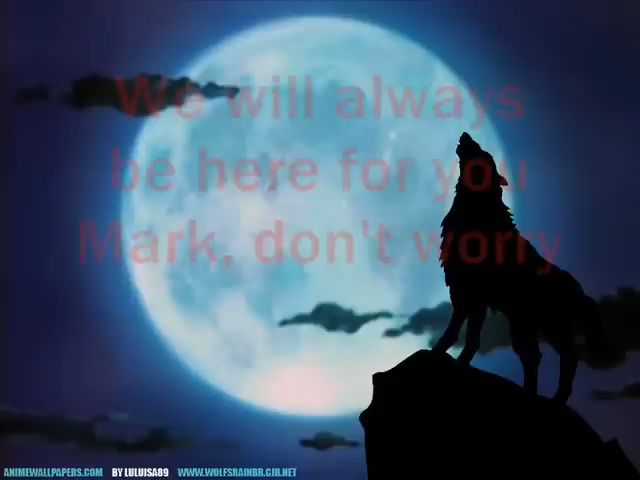 We will always
be here for you
Mark, don't worry
ANIMEWALLPAPERS.COM BY LULUISA89 WWW.WOLFSRAINBR.CJB.NET